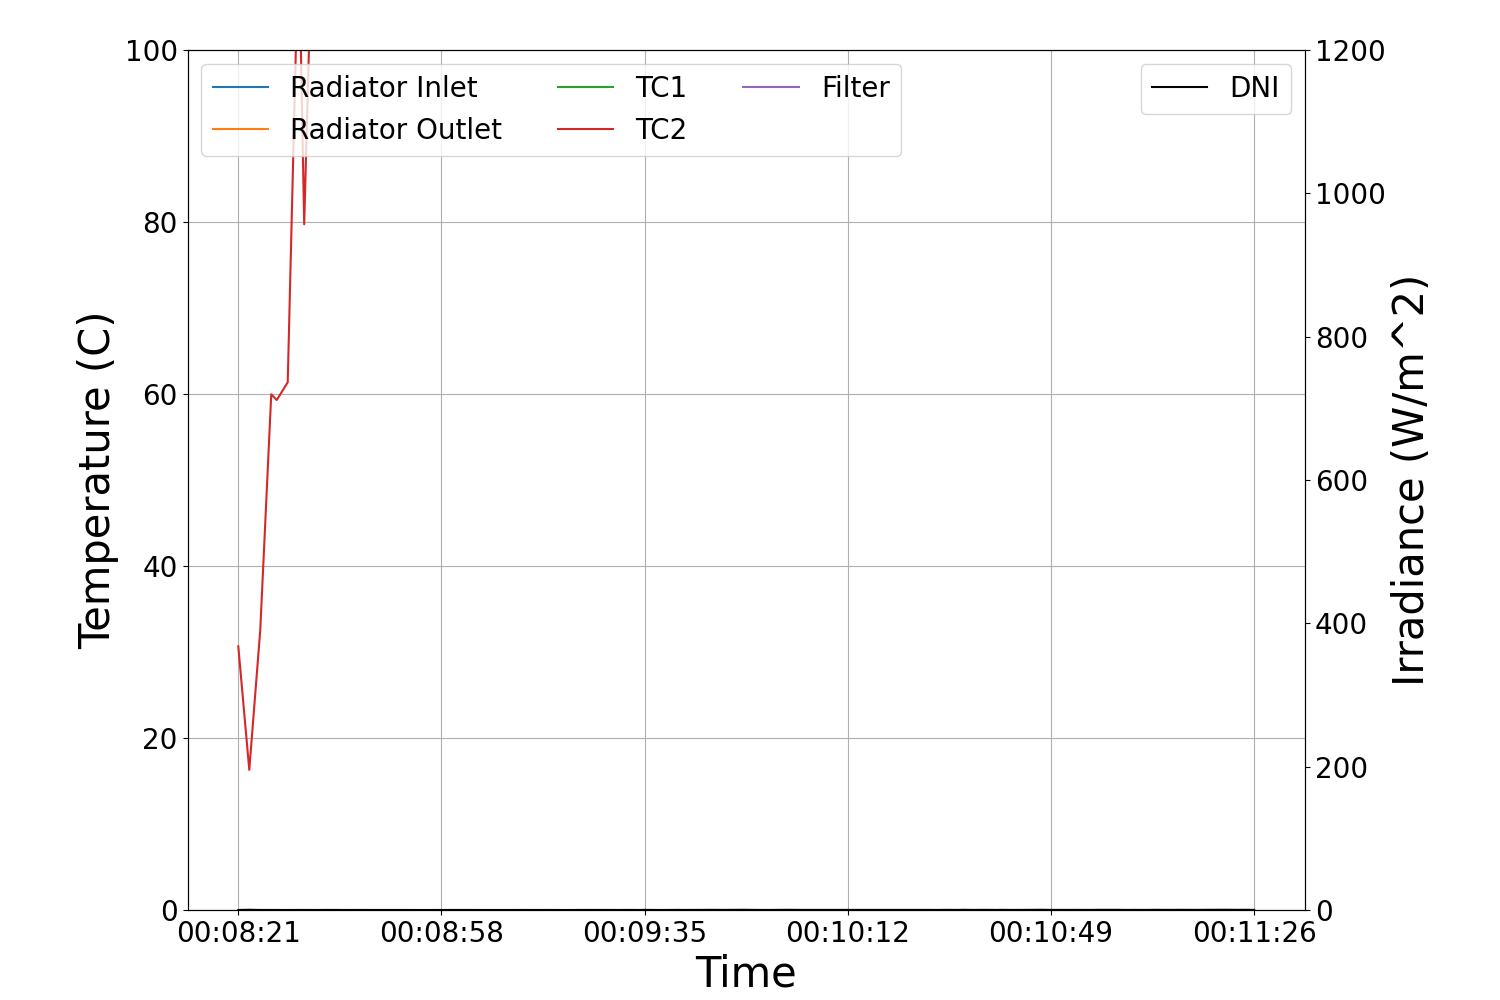 100
80
60
40
20
0
Temperature (C)
Radiator Inlet
Radiator Outlet
TC1
TC2
Filter
DNI
1200
1000
800
600
400
200
0
Irradiance (W/m^2)
00:08:21 00:08:58 00:09:35 00:10:12 00:10:49 00:11:26
Time